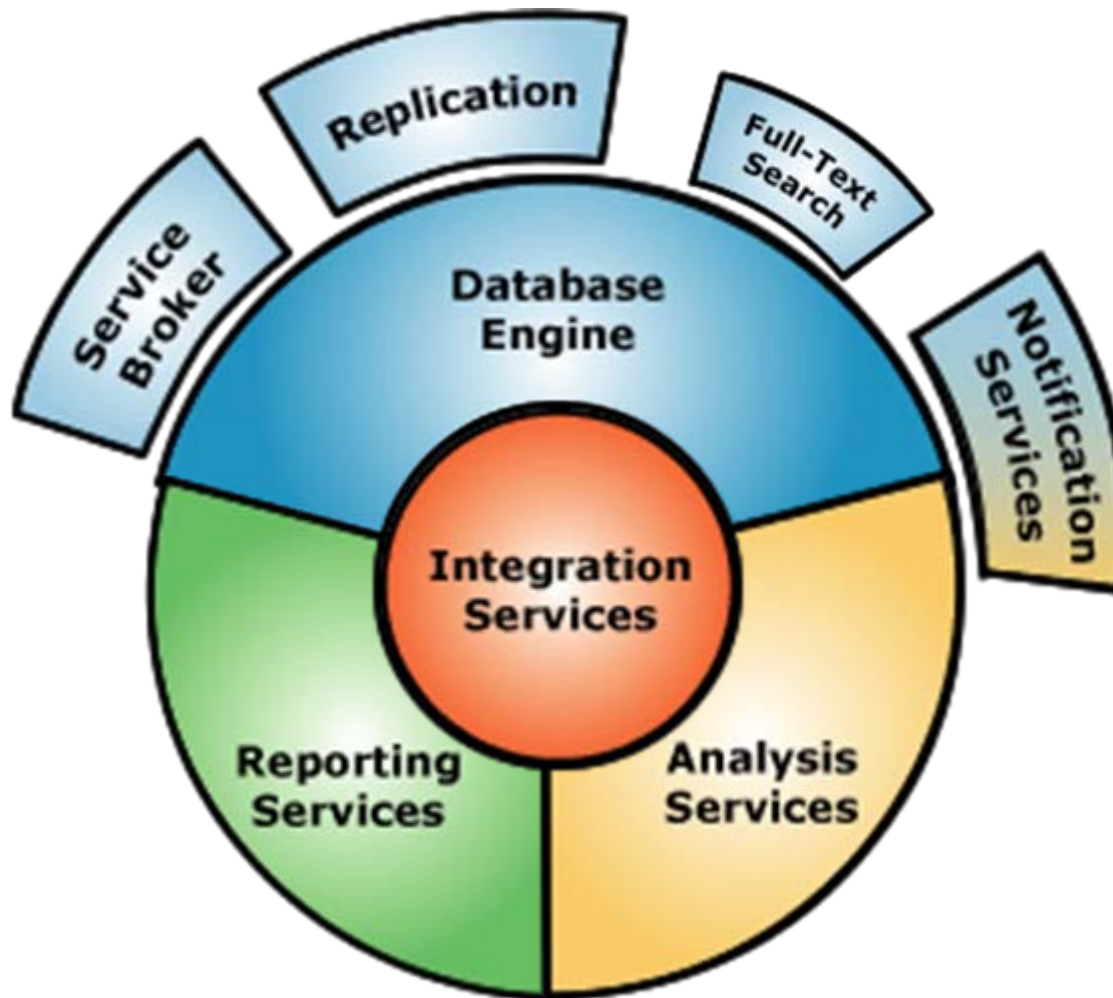 Replication
Full-Text
Search
Service
Broker
Notification
Services
Database
Engine
Integration
Services
Reporting
Services
Analysis
Services